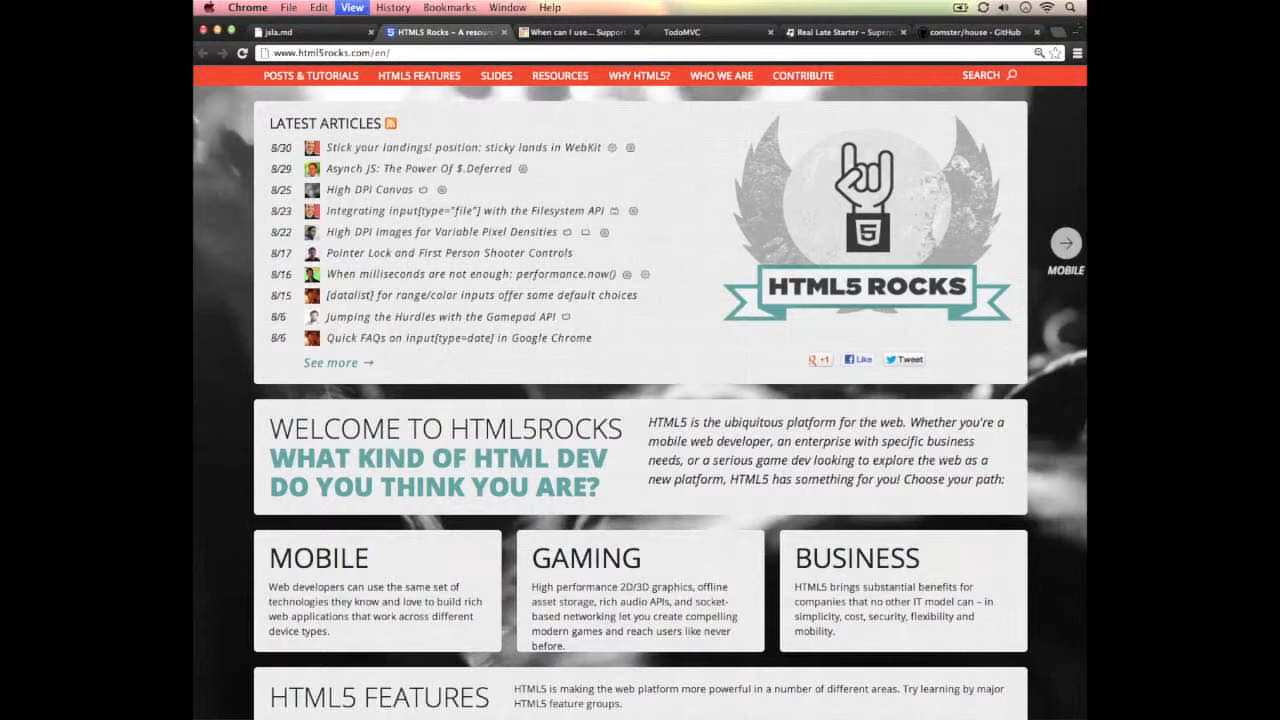 Chrome File Edit View History Bookmarks Window Help
jsla.md
HTML5 Rocks – A resourc
When can I use... Support
TodoMVC
Real Late Starter – Superp
comster/house · GitHub
www.html5rocks.com/en/
POSTS & TUTORIALS HTML5 FEATURES SLIDES RESOURCES WHY HTML5? WHO WE ARE CONTRIBUTE SEARCH
LATEST ARTICLES
8/30 Stick your landings! position: sticky lands in WebKit
8/29 Asynch JS: The Power Of $.Deferred
8/25 High DPI Canvas
8/23 Integrating input[type="file"] with the Filesystem API
8/22 High DPI Images for Variable Pixel Densities
8/17 Pointer Lock and First Person Shooter Controls
8/16 When milliseconds are not enough: performance.now()
8/15 [datalist] for range/color inputs offer some default choices
8/6 Jumping the Hurdles with the Gamepad API
8/6 Quick FAQs on input[type=date] in Google Chrome
See more →
5
HTML5 ROCKS
+1 Like Tweet
MOBILE
WELCOME TO HTML5ROCKS
WHAT KIND OF HTML DEV
DO YOU THINK YOU ARE?
HTML5 is the ubiquitous platform for the web. Whether you're a
mobile web developer, an enterprise with specific business
needs, or a serious game dev looking to explore the web as a
new platform, HTML5 has something for you! Choose your path:
MOBILE
Web developers can use the same set of
technologies they know and love to build rich
web applications that work across different
device types.
GAMING
High performance 2D/3D graphics, offline
asset storage, rich audio APIs, and socket-
based networking let you create compelling
modern games and reach users like never
before.
BUSINESS
HTML5 brings substantial benefits for
companies that no other IT model can – in
simplicity, cost, security, flexibility and
mobility.
HTML5 FEATURES
HTML5 is making the web platform more powerful in a number of different areas. Try learning by major
HTML5 feature groups.